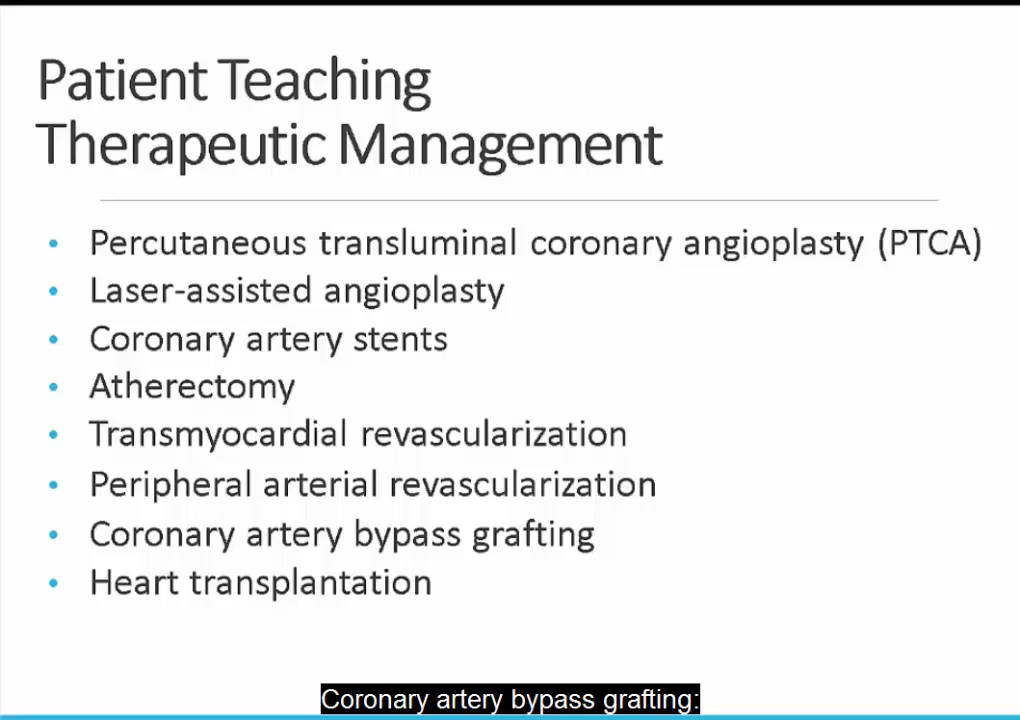 Patient Teaching
Therapeutic Management
• Percutaneous transluminal coronary angioplasty (PTCA)
• Laser-assisted angioplasty
• Coronary artery stents
• Atherectomy
• Transmyocardial revascularization
• Peripheral arterial revascularization
• Coronary artery bypass grafting
• Heart transplantation
Coronary artery bypass grafting: